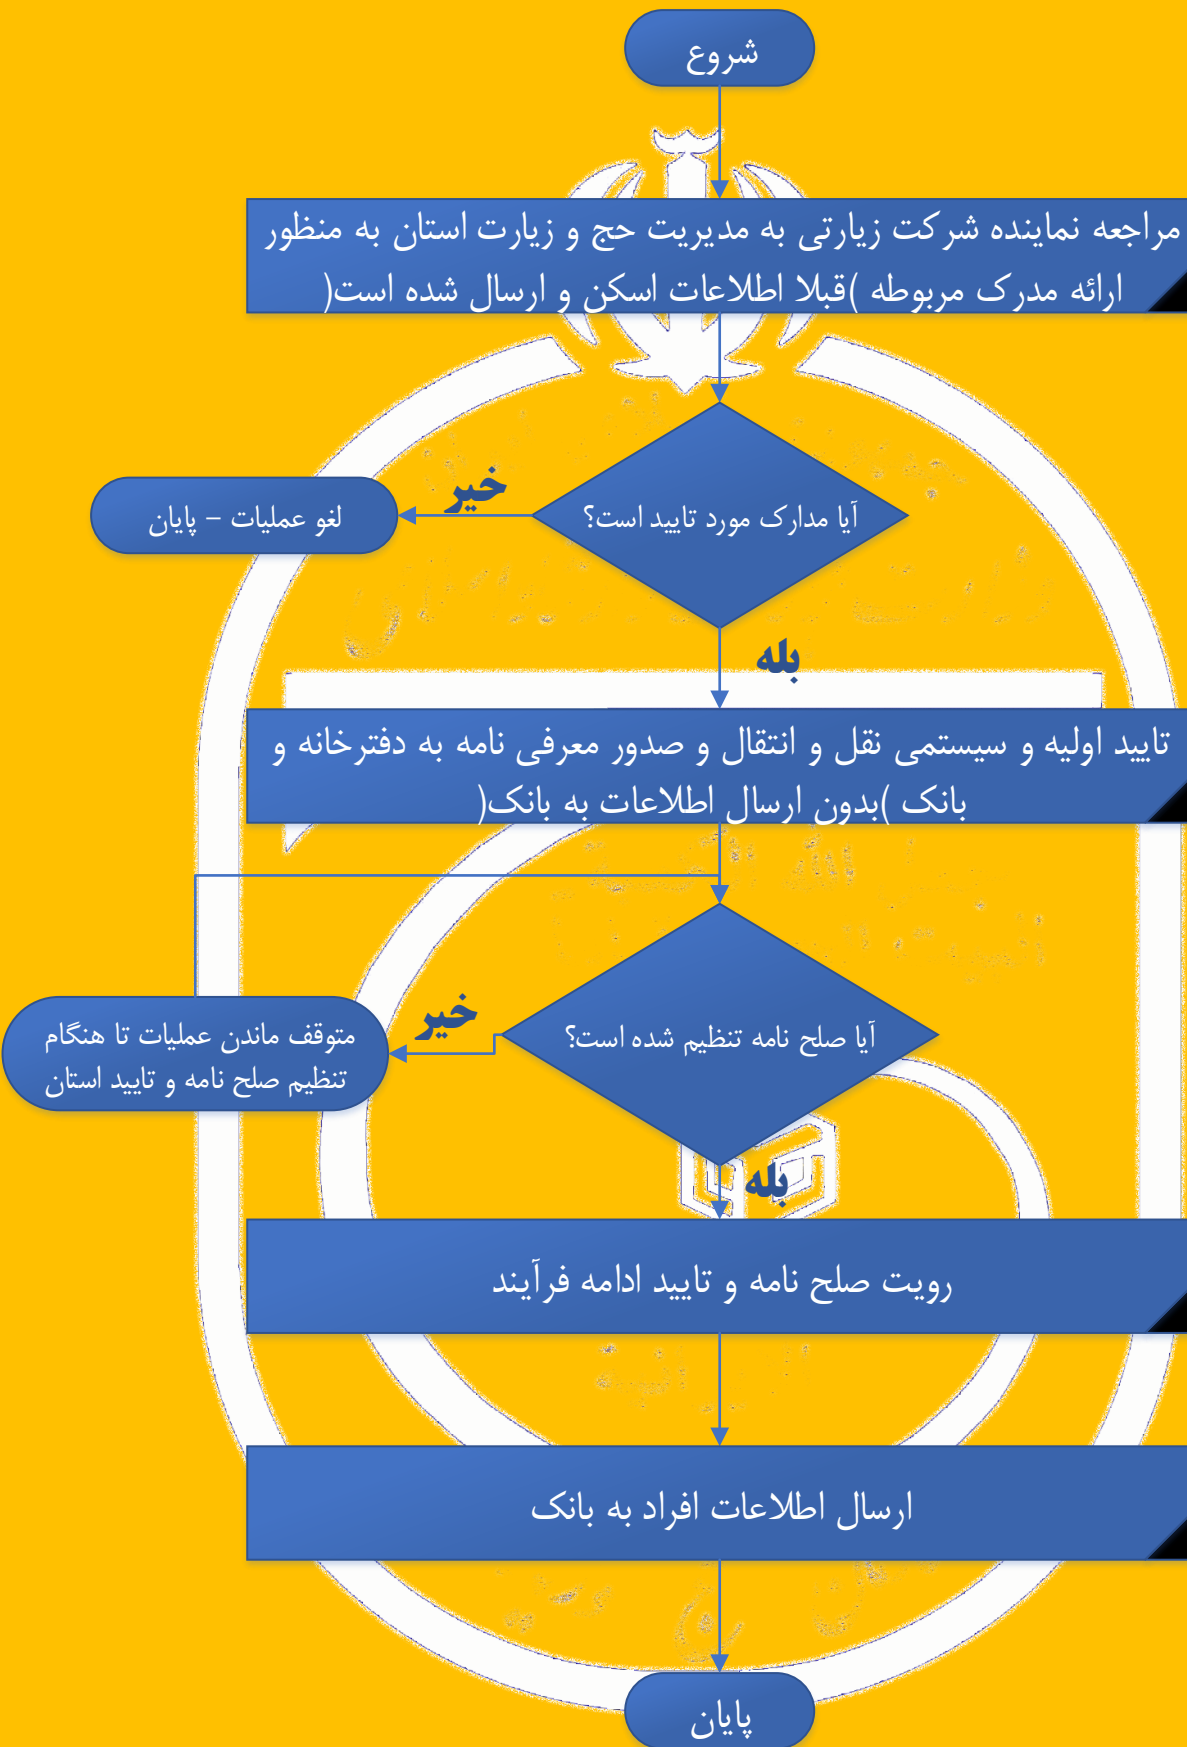 شروع
مراجعه نماینده شرکت زیارتی به مدیریت حج و زیارت استان به منظور
ارائه مدرک مربوطه )قبلا اطلاعات اسکن و ارسال شده است(
آیا مدارک مورد تایید است؟
خیر
لغو عملیات – پایان
بله
تایید اولیه و سیستمی نقل و انتقال و صدور معرفی نامه به دفترخانه و
بانک )بدون ارسال اطلاعات به بانک(
آیا صلح نامه تنظیم شده است؟
خیر
متوقف ماندن عملیات تا هنگام
تنظیم صلح نامه و تایید استان
بله
رویت صلح نامه و تایید ادامه فرآیند
ارسال اطلاعات افراد به بانک
پایان